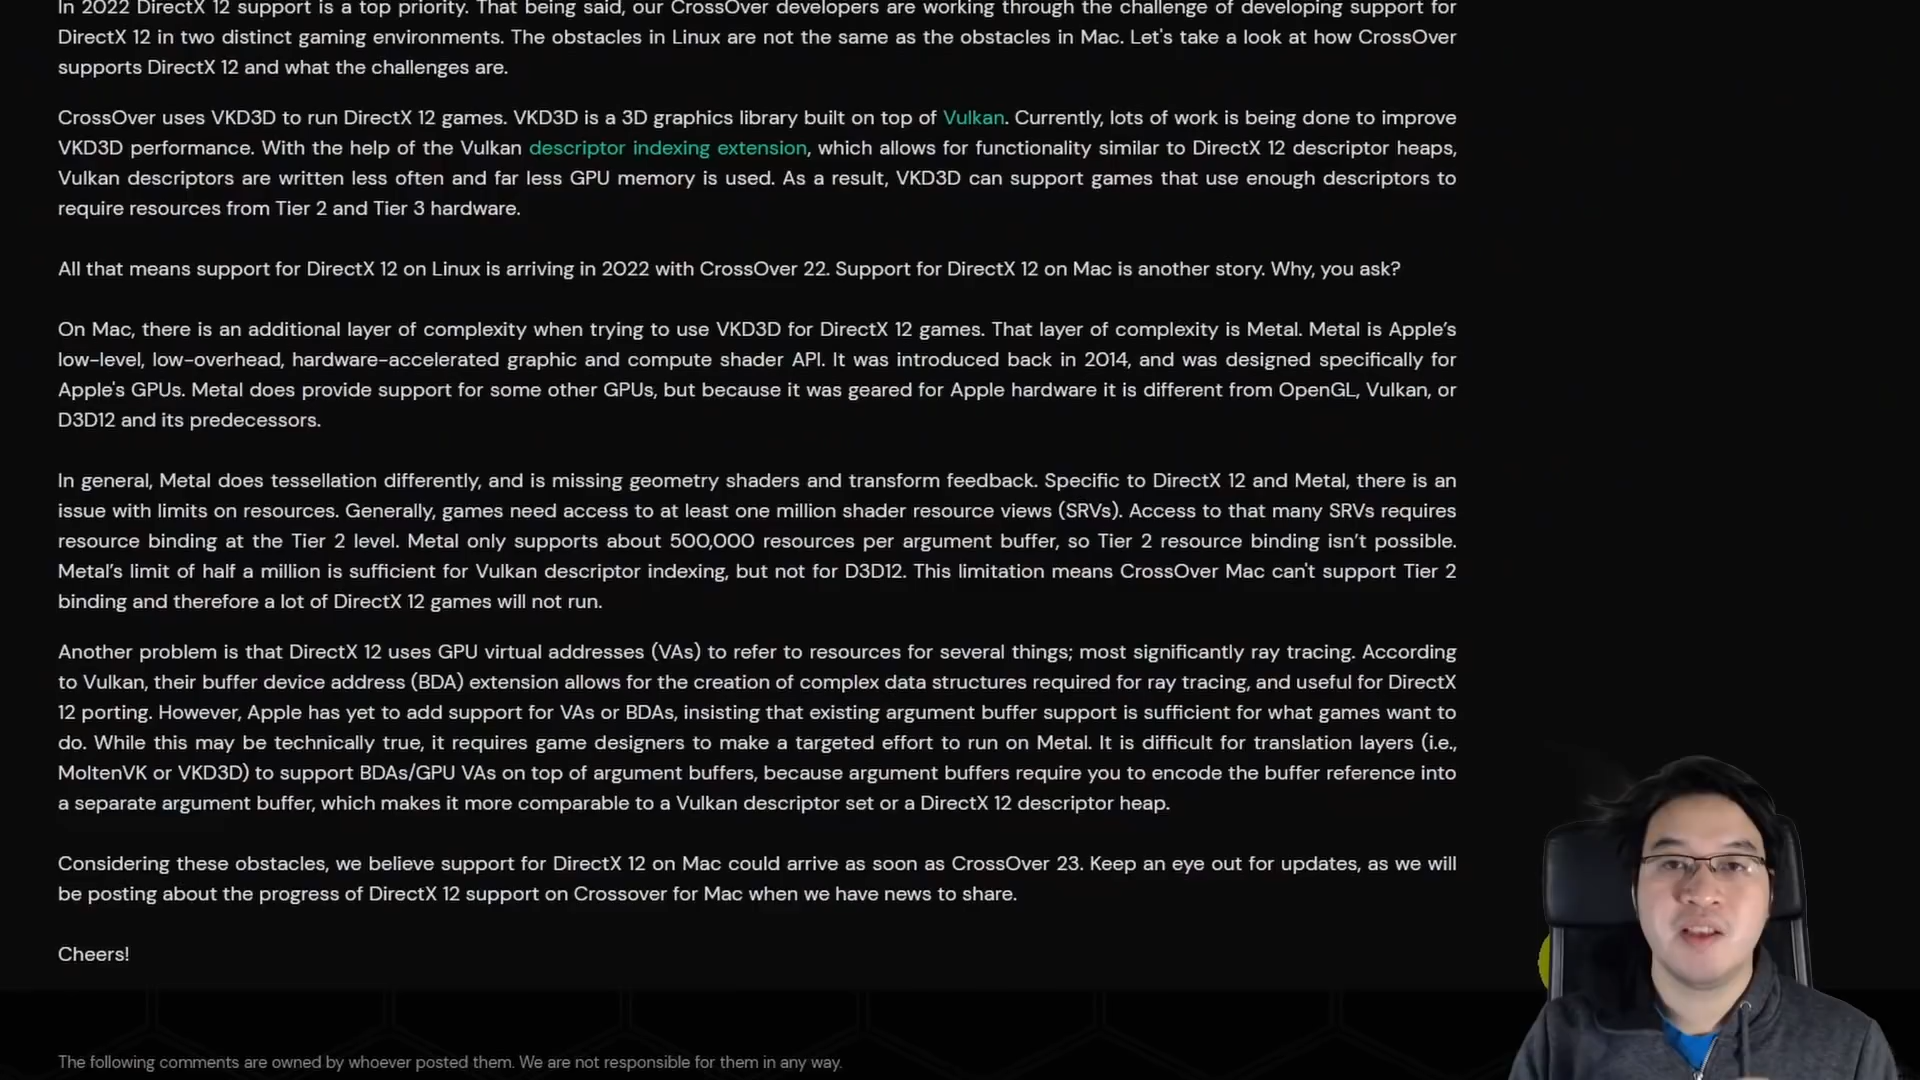 In 2022 DirectX 12 support is a top priority. That being said, our CrossOver developers are working through the challenge of developing support for
DirectX 12 in two distinct gaming environments. The obstacles in Linux are not the same as the obstacles in Mac. Let's take a look at how CrossOver
supports DirectX 12 and what the challenges are.
CrossOver uses VKD3D to run DirectX 12 games. VKD3D is a 3D graphics library built on top of Vulkan. Currently, lots of work is being done to improve
VKD3D performance. With the help of the Vulkan descriptor indexing extension, which allows for functionality similar to DirectX 12 descriptor heaps,
Vulkan descriptors are written less often and far less GPU memory is used. As a result, VKD3D can support games that use enough descriptors to
require resources from Tier 2 and Tier 3 hardware.
All that means support for DirectX 12 on Linux is arriving in 2022 with CrossOver 22. Support for DirectX 12 on Mac is another story. Why, you ask?
On Mac, there is an additional layer of complexity when trying to use VKD3D for DirectX 12 games. That layer of complexity is Metal. Metal is Apple’s
low-level, low-overhead, hardware-accelerated graphic and compute shader API. It was introduced back in 2014, and was designed specifically for
Apple's GPUs. Metal does provide support for some other GPUs, but because it was geared for Apple hardware it is different from OpenGL, Vulkan, or
D3D12 and its predecessors.
In general, Metal does tessellation differently, and is missing geometry shaders and transform feedback. Specific to DirectX 12 and Metal, there is an
issue with limits on resources. Generally, games need access to at least one million shader resource views (SRVs). Access to that many SRVs requires
resource binding at the Tier 2 level. Metal only supports about 500,000 resources per argument buffer, so Tier 2 resource binding isn’t possible.
Metal’s limit of half a million is sufficient for Vulkan descriptor indexing, but not for D3D12. This limitation means CrossOver Mac can't support Tier 2
binding and therefore a lot of DirectX 12 games will not run.
Another problem is that DirectX 12 uses GPU virtual addresses (VAs) to refer to resources for several things; most significantly ray tracing. According
to Vulkan, their buffer device address (BDA) extension allows for the creation of complex data structures required for ray tracing, and useful for DirectX
12 porting. However, Apple has yet to add support for VAs or BDAs, insisting that existing argument buffer support is sufficient for what games want to
do. While this may be technically true, it requires game designers to make a targeted effort to run on Metal. It is difficult for translation layers (i.e.,
MoltenVK or VKD3D) to support BDAs/GPU VAs on top of argument buffers, because argument buffers require you to encode the buffer reference into
a separate argument buffer, which makes it more comparable to a Vulkan descriptor set or a DirectX 12 descriptor heap.
Considering these obstacles, we believe support for DirectX 12 on Mac could arrive as soon as CrossOver 23. Keep an eye out for updates, as we will
be posting about the progress of DirectX 12 support on Crossover for Mac when we have news to share.
Cheers!
The following comments are owned by whoever posted them. We are not responsible for them in any way.